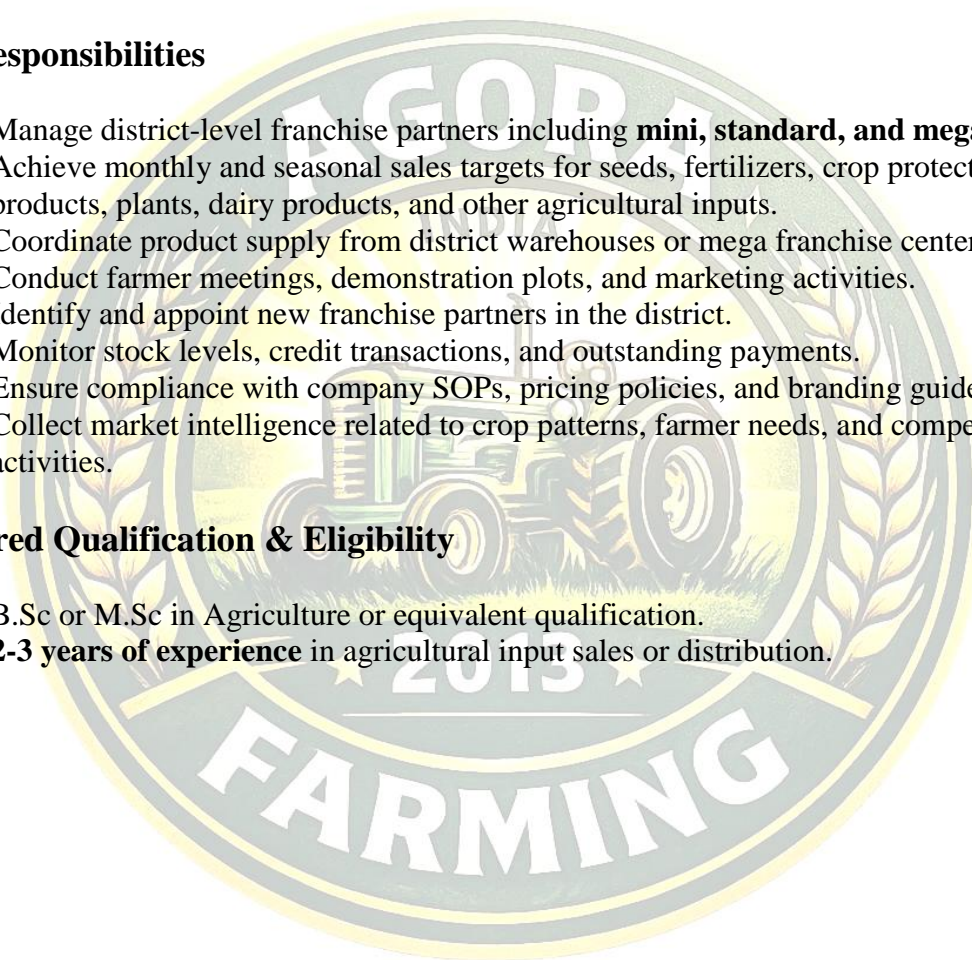 esponsibilities
Manage district-level franchise partners including mini, standard, and mega
Achieve monthly and seasonal sales targets for seeds, fertilizers, crop protect
products, plants, dairy products, and other agricultural inputs.
Coordinate product supply from district warehouses or mega franchise center
Conduct farmer meetings, demonstration plots, and marketing activities.
dentify and appoint new franchise partners in the district.
Monitor stock levels, credit transactions, and outstanding payments.
Ensure compliance with company SOPs, pricing policies, and branding guide
Collect market intelligence related to crop patterns, farmer needs, and compe
activities.
red Qualification & Eligibility
B.Sc or M.Sc in Agriculture or equivalent qualification.
2-3 years of experience in agricultural input sales or distribution.
AGORA
INDIA
2013
FARMING